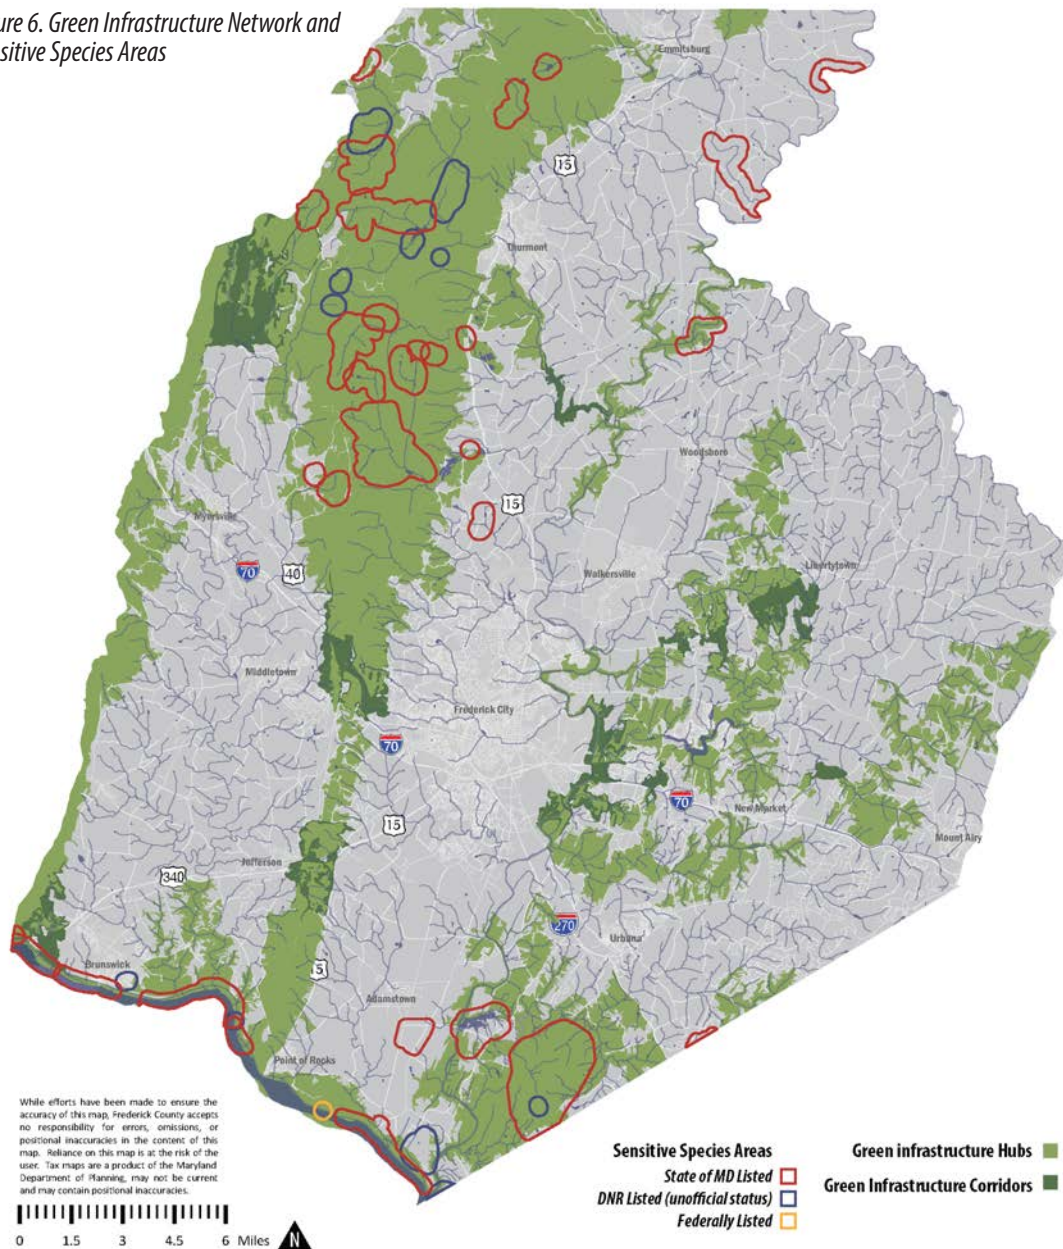 ure 6. Green Infrastructure Network and
sitive Species Areas
Emmitsburg
15
Thurmont
Woodsboro
15
Myersville
70
40
Walkersville
Libertytown
Middletown
Frederick City
70
70
New Market
15
Mount Airy
Jefferson
340
270
Urbana
15
Brunswick
Adamstown
Point of Rocks
While efforts have been made to ensure the
accuracy of this map, Frederick County accepts
no responsibility for errors, omissions, or
positional inaccuracies in the content of this
map. Reliance on this map is at the risk of the
user. Tax maps are a product of the Maryland
Department of Planning, may not be current
and may contain positional inaccuracies.
0 1.5 3 4.5 6 Miles N
Sensitive Species Areas
State of MD Listed
DNR Listed (unofficial status)
Federally Listed
Green infrastructure Hubs
Green Infrastructure Corridors